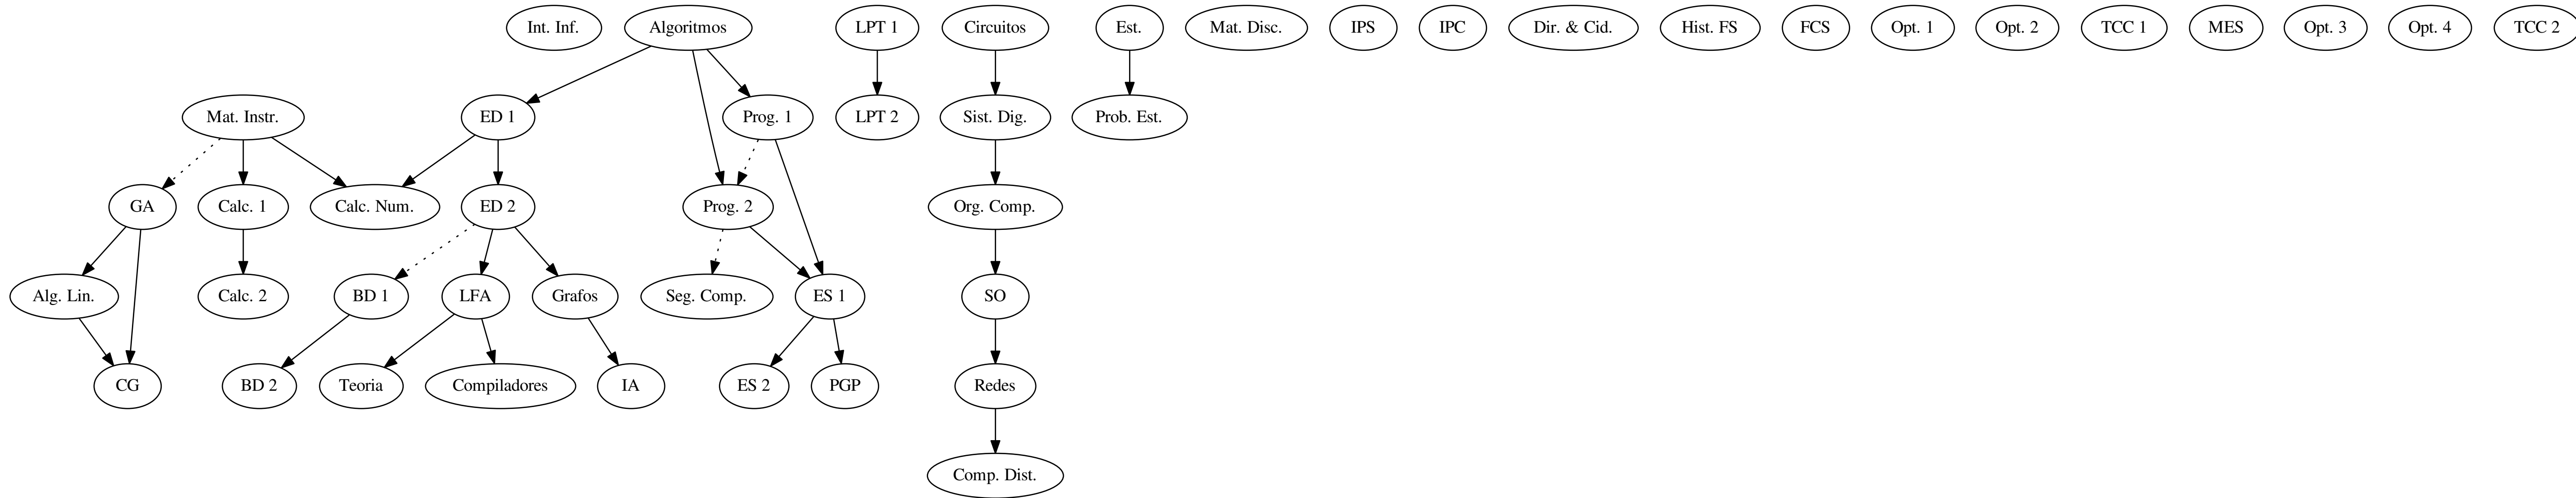 Int. Inf.
Algoritmos
LPT 1
Circuitos
Est.
Mat. Disc.
IPS
IPC
Dir. & Cid.
Hist. FS
FCS
Opt. 1
Opt. 2
TCC 1
MES
Opt. 3
Opt. 4
TCC 2
Mat. Instr.
ED 1
Prog. 1
LPT 2
Sist. Dig.
Prob. Est.
GA
Calc. 1
Calc. Num.
ED 2
Prog. 2
Org. Comp.
Alg. Lin.
Calc. 2
BD 1
LFA
Grafos
Seg. Comp.
ES 1
SO
CG
BD 2
Teoria
Compiladores
IA
ES 2
PGP
Redes
Comp. Dist.